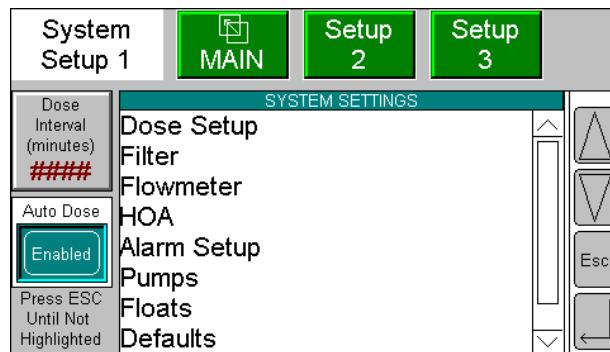 System
Setup 1
MAIN
Setup
2
Setup
3
Dose
Interval
(minutes)
####
Auto Dose
Enabled
Press ESC
Until Not
Highlighted
SYSTEM SETTINGS
Dose Setup
Filter
Flowmeter
HOA
Alarm Setup
Pumps
Floats
Defaults
Esc